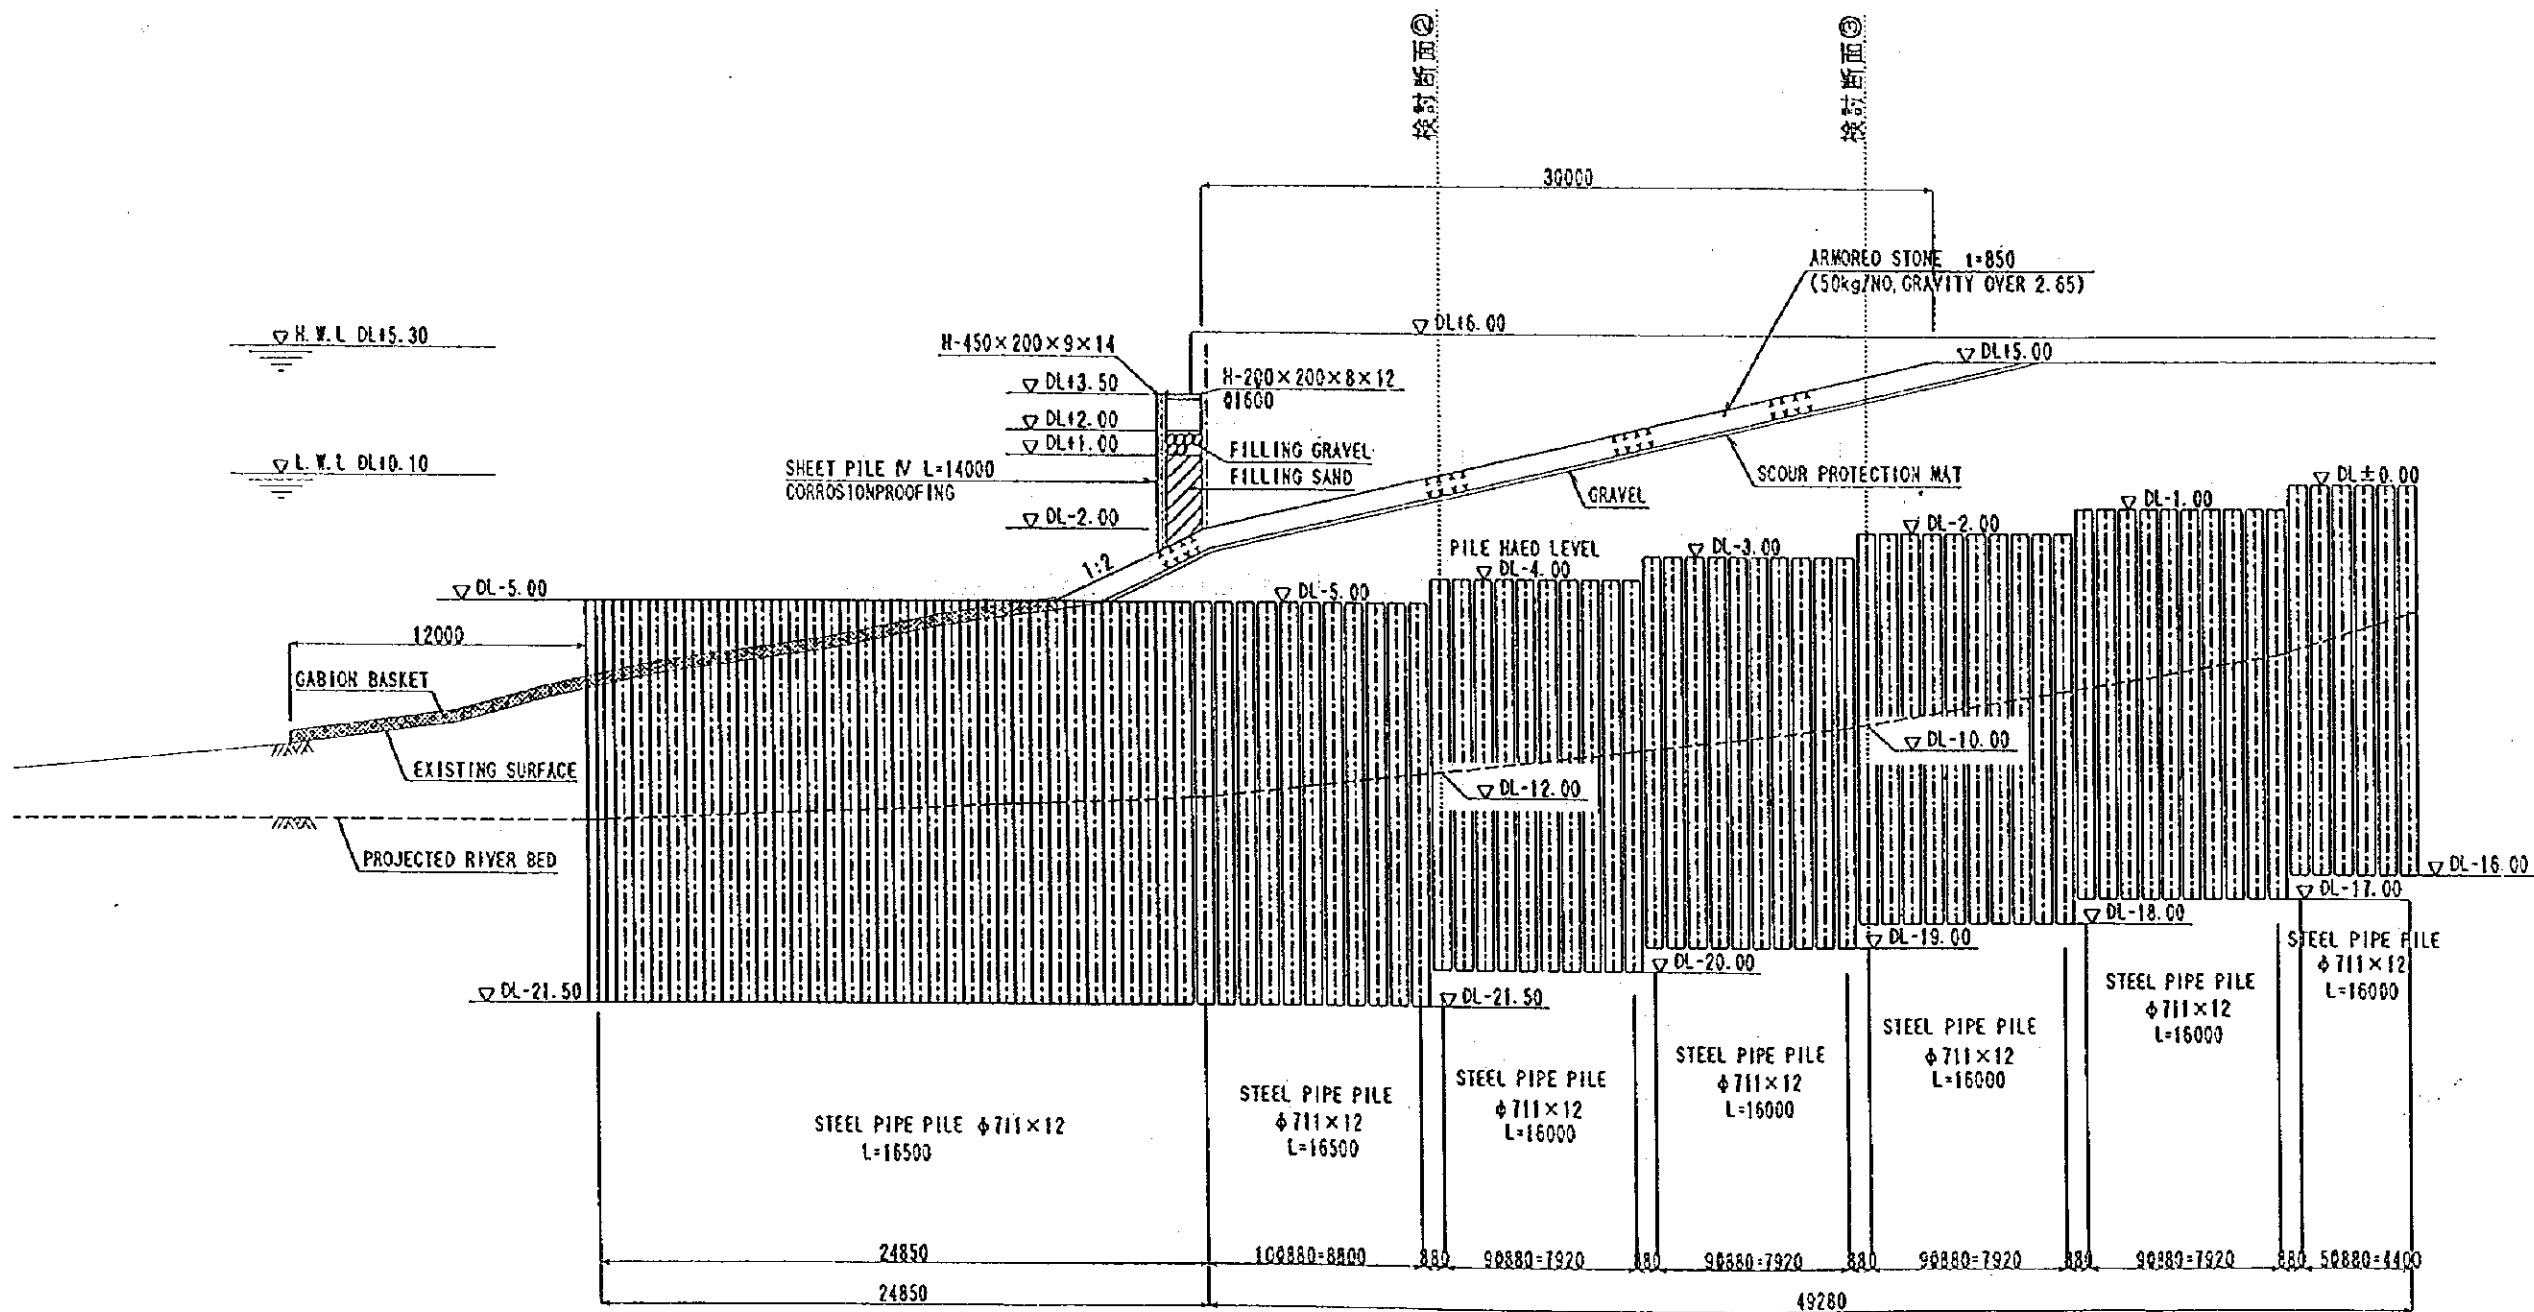 検討断面②
検討断面③
30000
ARMORED STONE t=850
(50kg/NO, GRAVITY OVER 2.65)
▽ H.W.L DL+5.30
▽ DL+6.00
H-450×200×9×14
▽ DL+5.00
▽ DL+3.50
H-200×200×8×12
@1600
▽ DL+2.00
▽ DL+1.00
FILLING GRAVEL
▽ L.W.L DL+0.10
SHEET PILE Ⅳ L=14000
CORROSIONPROOFING
FILLING SAND
SCOUR PROTECTION MAT
GRAVEL
▽ DL±0.00
▽ DL-1.00
▽ DL-2.00
▽ DL-2.00
PILE HAED LEVEL
▽ DL-3.00
▽ DL-4.00
1:2
▽ DL-5.00
▽ DL-5.00
12000
GABION BASKET
▽ DL-10.00
EXISTING SURFACE
▽ DL-12.00
PROJECTED RIVER BED
▽ DL-16.00
▽ DL-17.00
▽ DL-18.00
▽ DL-19.00
▽ DL-20.00
▽ DL-21.50
▽ DL-21.50
STEEL PIPE PILE φ711×12
L=16500
STEEL PIPE PILE
φ711×12
L=16500
STEEL PIPE PILE
φ711×12
L=16000
STEEL PIPE PILE
φ711×12
L=16000
STEEL PIPE PILE
φ711×12
L=16000
STEEL PIPE PILE
φ711×12
L=16000
STEEL PIPE PILE
φ711×12
L=16000
24850
10@880=8800
880
9@880=7920
880
9@880=7920
880
9@880=7920
880
9@880=7920
880
5@880=4400
24850
49280